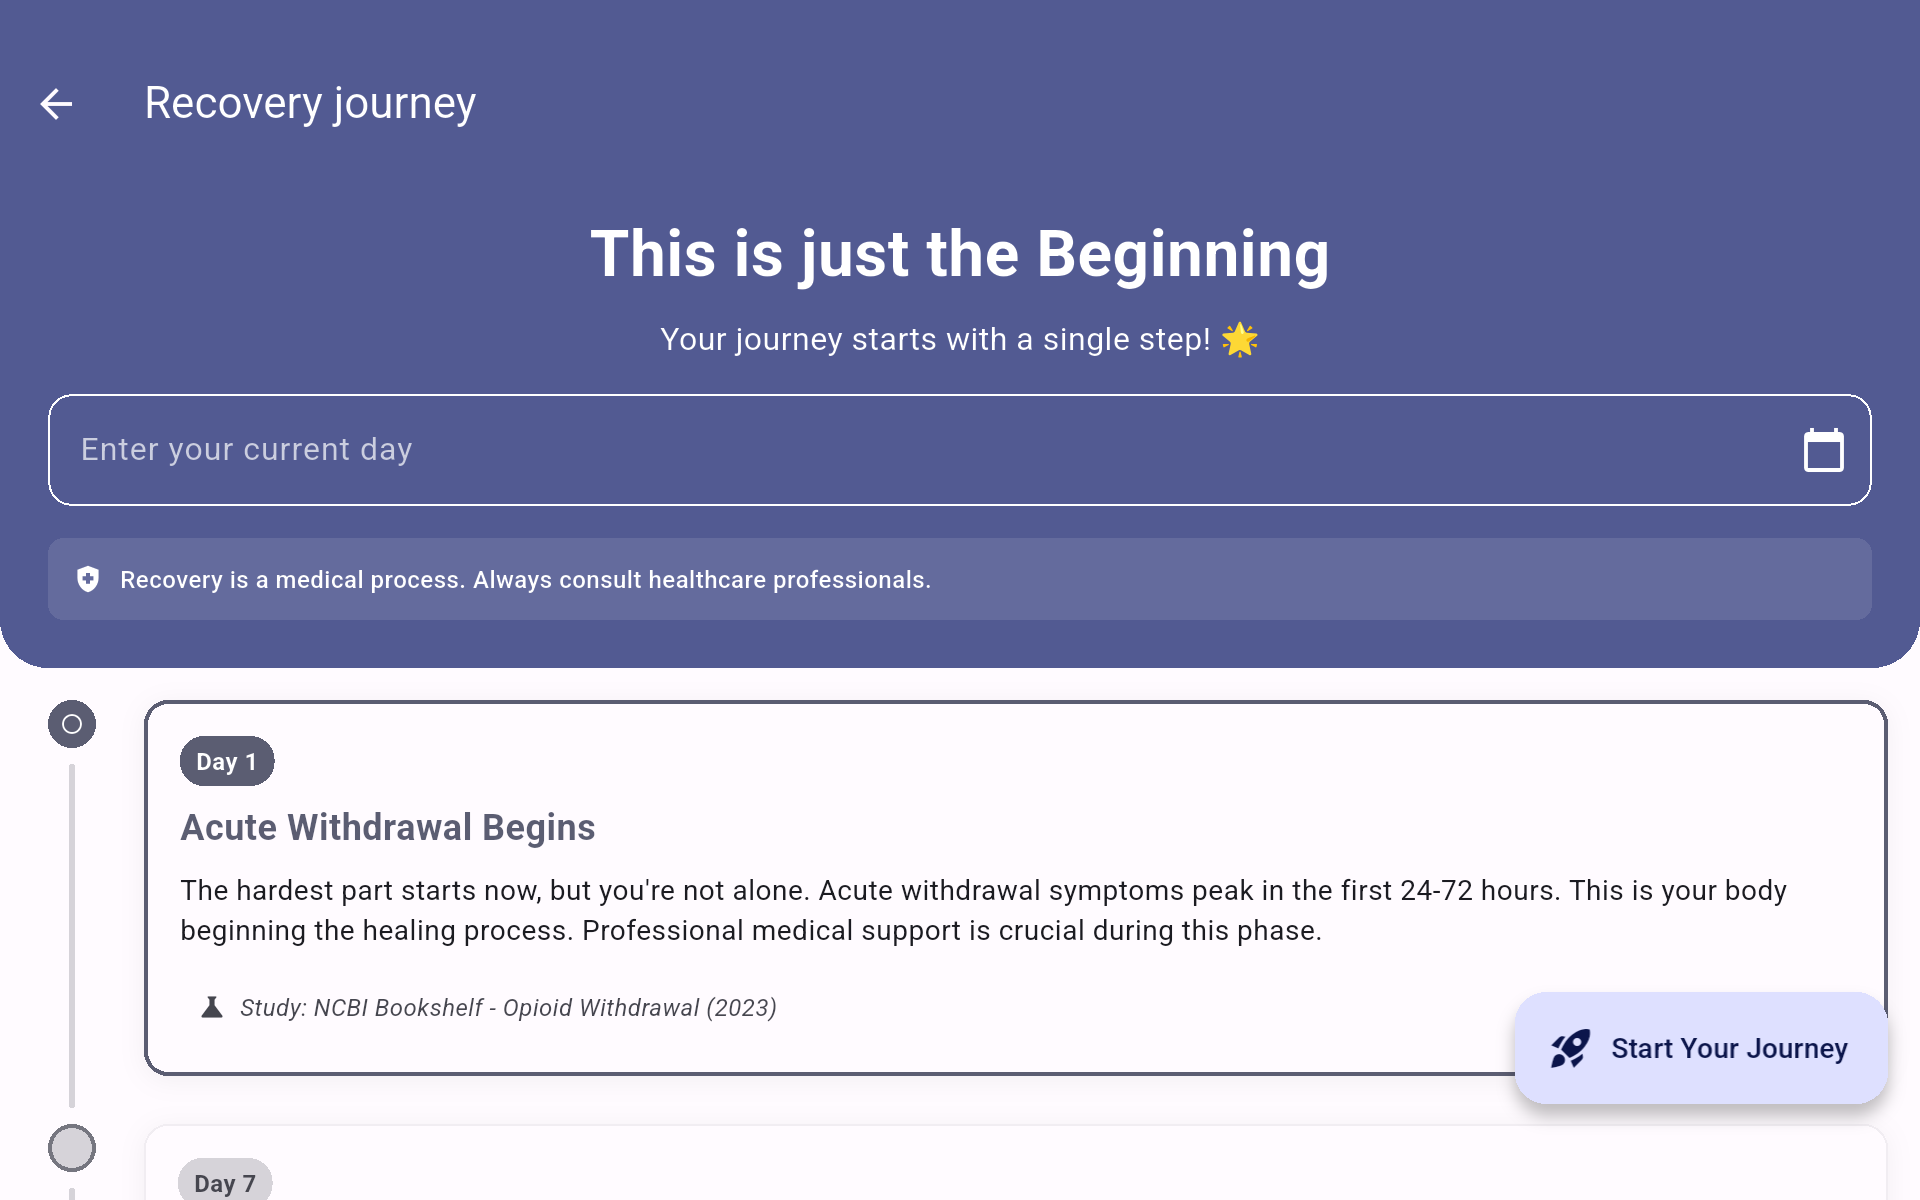 Recovery journey
This is just the Beginning
Your journey starts with a single step! 🌟
Enter your current day
Recovery is a medical process. Always consult healthcare professionals.
Day 1
Acute Withdrawal Begins
The hardest part starts now, but you're not alone. Acute withdrawal symptoms peak in the first 24-72 hours. This is your body
beginning the healing process. Professional medical support is crucial during this phase.
Study: NCBI Bookshelf - Opioid Withdrawal (2023)
Start Your Journey
Day 7